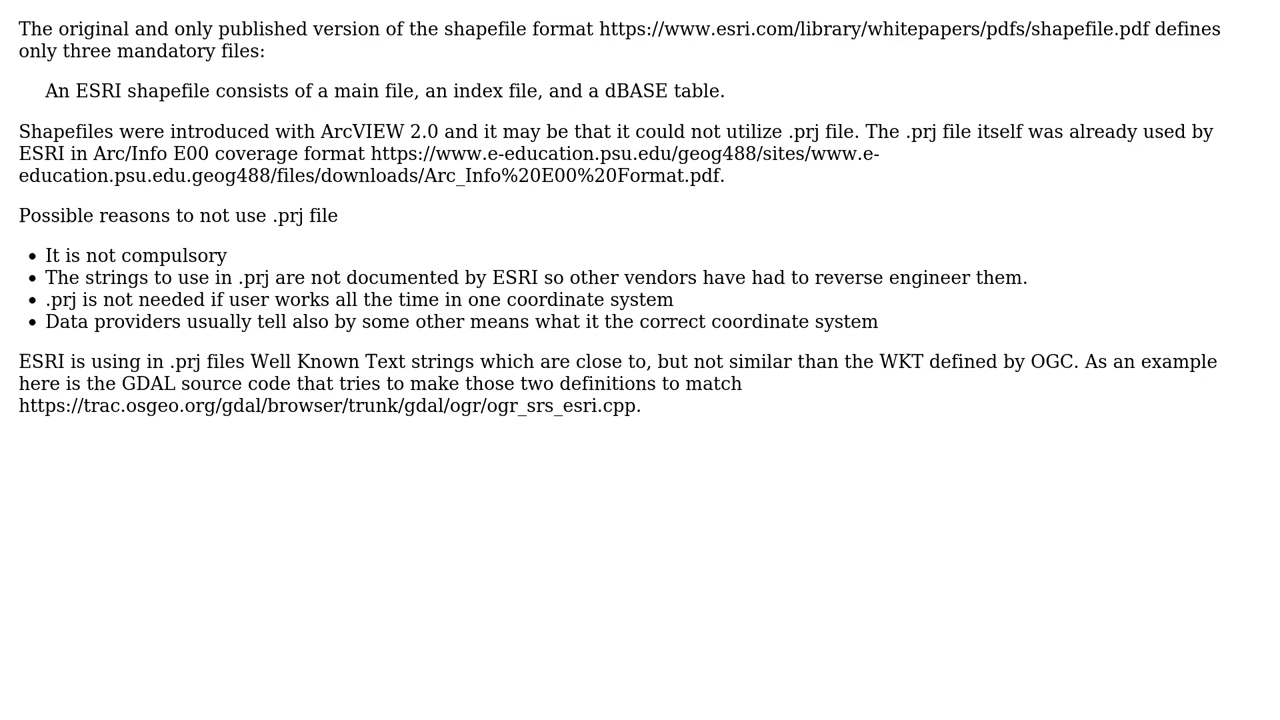 The original and only published version of the shapefile format https://www.esri.com/library/whitepapers/pdfs/shapefile.pdf defines
only three mandatory files:
An ESRI shapefile consists of a main file, an index file, and a dBASE table.
Shapefiles were introduced with ArcVIEW 2.0 and it may be that it could not utilize .prj file. The .prj file itself was already used by
ESRI in Arc/Info E00 coverage format https://www.e-education.psu.edu/geog488/sites/www.e-
education.psu.edu.geog488/files/downloads/Arc_Info%20E00%20Format.pdf.
Possible reasons to not use .prj file
• It is not compulsory
• The strings to use in .prj are not documented by ESRI so other vendors have had to reverse engineer them.
• .prj is not needed if user works all the time in one coordinate system
• Data providers usually tell also by some other means what it the correct coordinate system
ESRI is using in .prj files Well Known Text strings which are close to, but not similar than the WKT defined by OGC. As an example
here is the GDAL source code that tries to make those two definitions to match
https://trac.osgeo.org/gdal/browser/trunk/gdal/ogr/ogr_srs_esri.cpp.